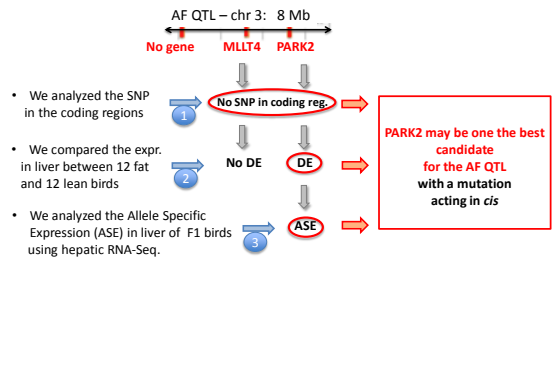 AF QTL – chr 3: 8 Mb
No gene MLLT4 PARK2
• We analyzed the SNP
in the coding regions
1
No SNP in coding reg.
• We compared the expr.
in liver between 12 fat
and 12 lean birds
2
No DE
DE
• We analyzed the Allele Specific
Expression (ASE) in liver of F1 birds
using hepatic RNA-Seq.
3
ASE
PARK2 may be one the best
candidate
for the AF QTL
with a mutation
acting in cis